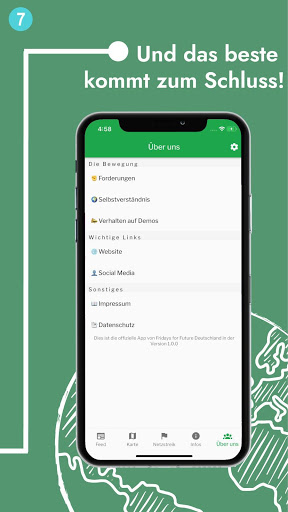 7
Und das beste
kommt zum Schluss!
4:58
Über uns
Die Bewegung
Forderungen
Selbstverständnis
Verhalten auf Demos
Wichtige Links
Website
Social Media
Sonstiges
Impressum
Datenschutz
Dies ist die offizielle App von Fridays for Future Deutschland in der
Version 1.0.0
Feed Karte Netzstreik Infos Über uns